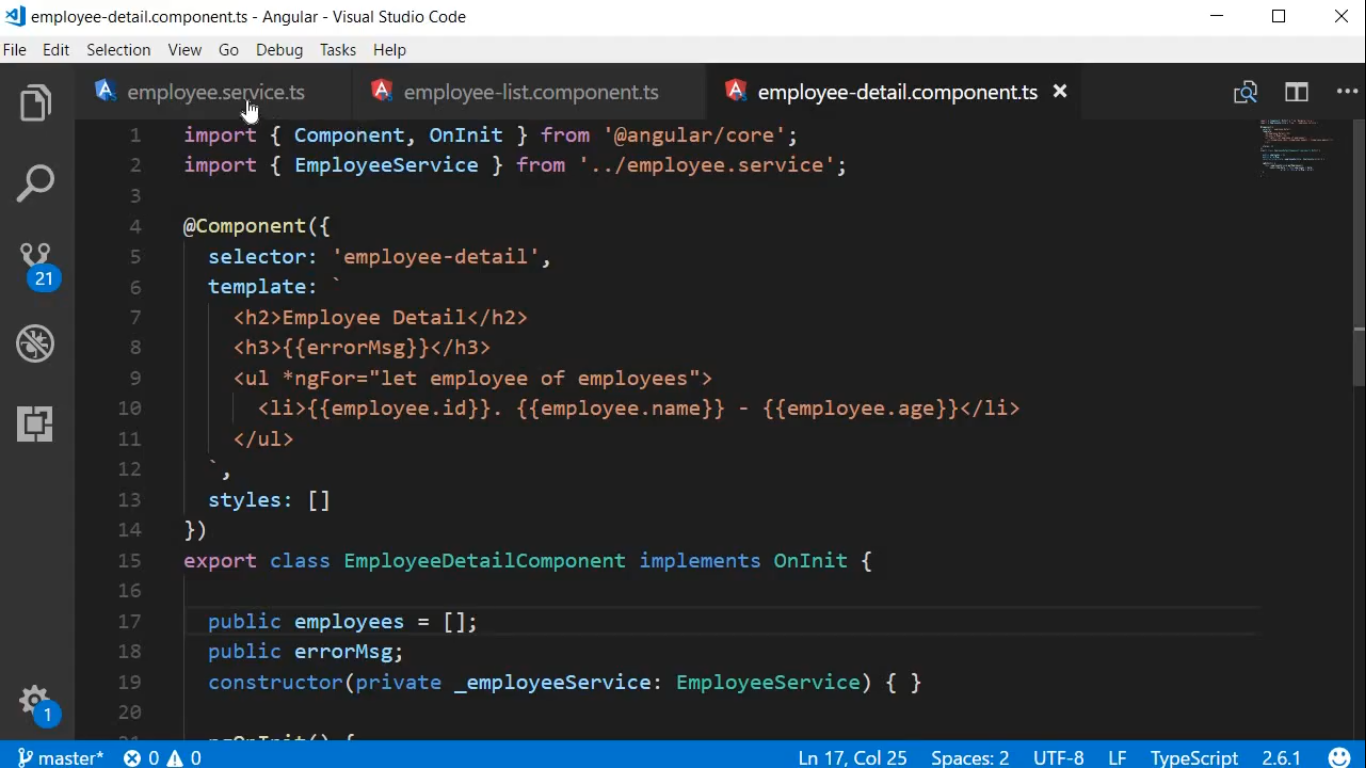 employee-detail.component.ts - Angular - Visual Studio Code
File Edit Selection View Go Debug Tasks Help
employee.service.ts employee-list.component.ts employee-detail.component.ts
1 import { Component, OnInit } from '@angular/core';
2 import { EmployeeService } from '../employee.service';
3
4 @Component({
5 selector: 'employee-detail',
6 template: `
7 <h2>Employee Detail</h2>
8 <h3>{{errorMsg}}</h3>
9 <ul *ngFor="let employee of employees">
10 <li>{{employee.id}}. {{employee.name}} - {{employee.age}}</li>
11 </ul>
12 `,
13 styles: []
14 })
15 export class EmployeeDetailComponent implements OnInit {
16
17 public employees = [];
18 public errorMsg;
19 constructor(private _employeeService: EmployeeService) { }
20
21 ngOnInit() {
21
1
master* 0 0 Ln 17, Col 25 Spaces: 2 UTF-8 LF TypeScript 2.6.1